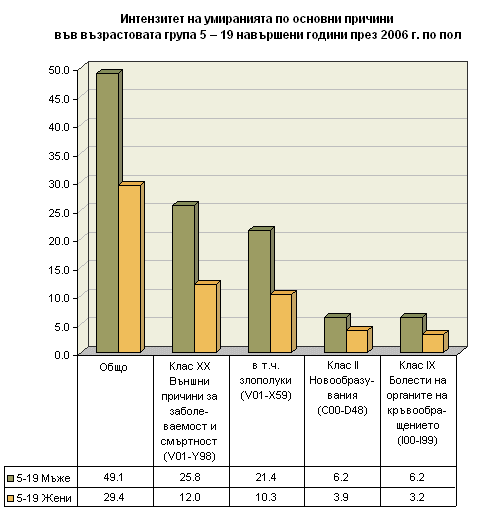 Интензитет на умиранията по основни причини
във възрастовата група 5 – 19 навършени години през 2006 г. по пол
50.0
45.0
40.0
35.0
30.0
25.0
20.0
15.0
10.0
5.0
0.0
Общо
Клас XX
Външни
причини за
заболе-
ваемост и
смъртност
(V01-Y98)
в т.ч.
злополуки
(V01-X59)
Клас II
Новообразу-
вания
(C00-D48)
Клас IX
Болести на
органите на
кръвообра-
щението
(I00-I99)
5-19 Мъже 49.1 25.8 21.4 6.2 6.2
5-19 Жени 29.4 12.0 10.3 3.9 3.2